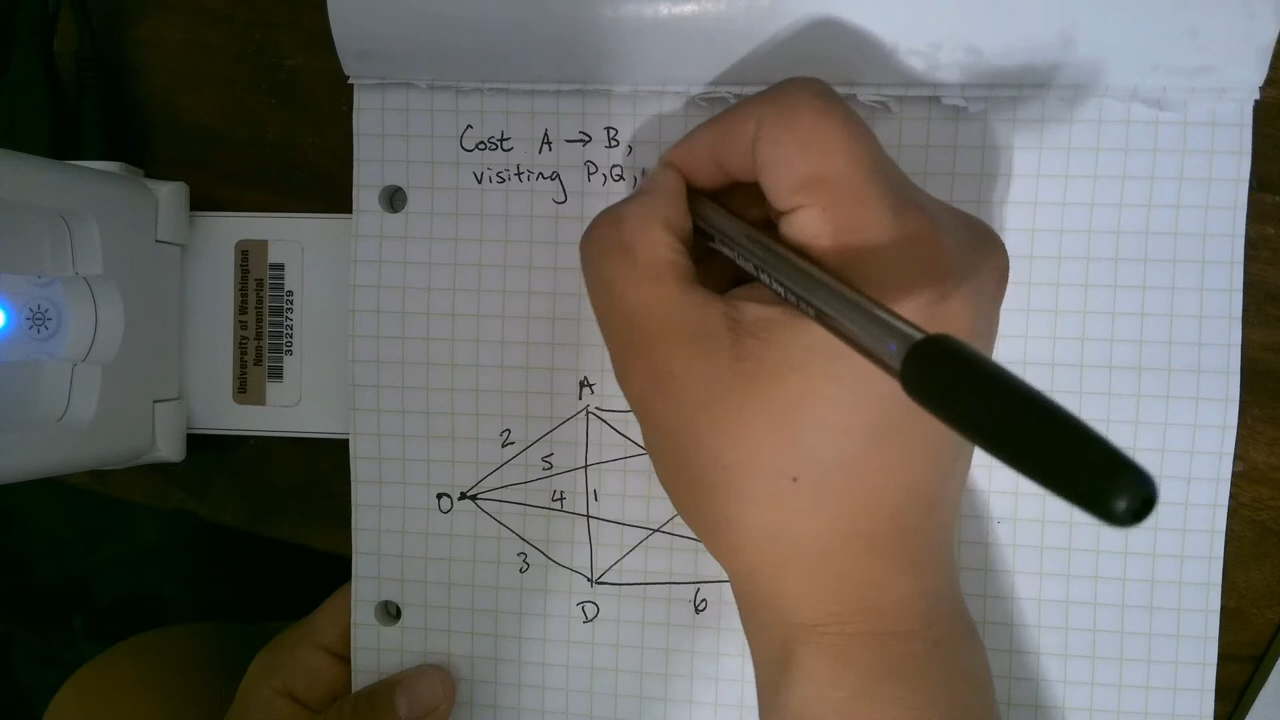 Cost A → B,
visiting P,Q,
University of Washington
Non-Inventorial
30227329
A
2
5
O
4
1
3
D
6